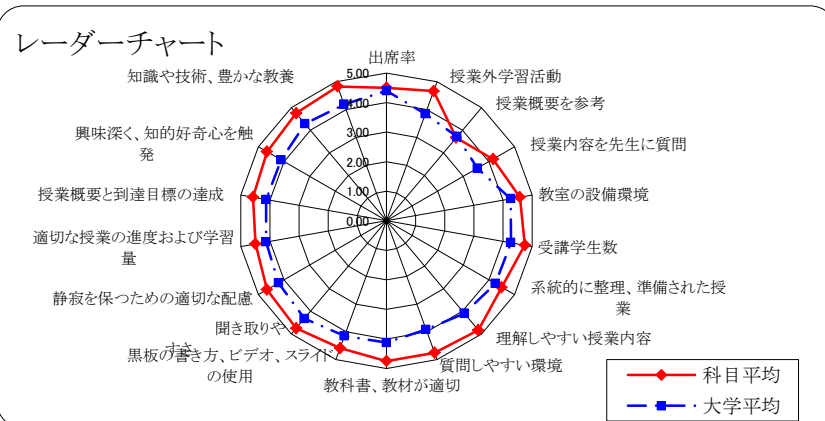 レーダーチャート
出席率
授業外学習活動
授業概要を参考
授業内容を先生に質問
教室の設備環境
受講学生数
系統的に整理、準備された授
業
理解しやすい授業内容
質問しやすい環境
教科書、教材が適切
黒板の書き方、ビデオ、スライド
の使用
聞き取りや
すさ
静寂を保つための適切な配慮
適切な授業の進度および学習
量
授業概要と到達目標の達成
興味深く、知的好奇心を触
発
知識や技術、豊かな教養
5.00
4.00
3.00
2.00
1.00
0.00
科目平均
大学平均